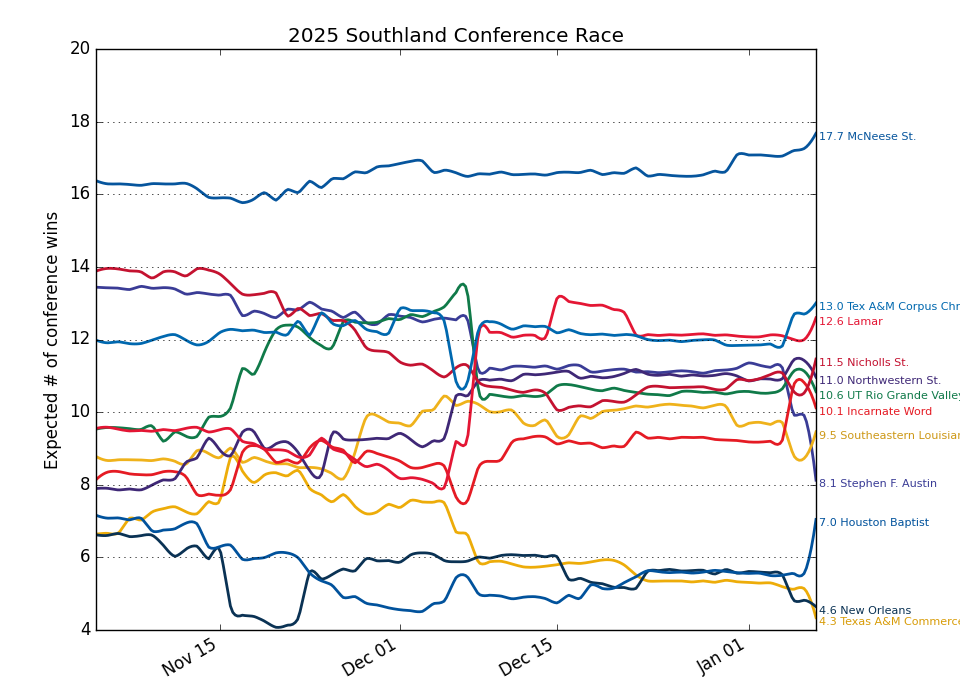 2025 Southland Conference Race
Expected # of conference wins
20
18
16
14
12
10
8
6
4
Nov 15
Dec 01
Dec 15
Jan 01
17.7 McNeese St.
13.0 Tex A&M Corpus Chr
12.6 Lamar
11.5 Nicholls St.
11.0 Northwestern St.
10.6 UT Rio Grande Valley
10.1 Incarnate Word
9.5 Southeastern Louisian
8.1 Stephen F. Austin
7.0 Houston Baptist
4.6 New Orleans
4.3 Texas A&M Commerce